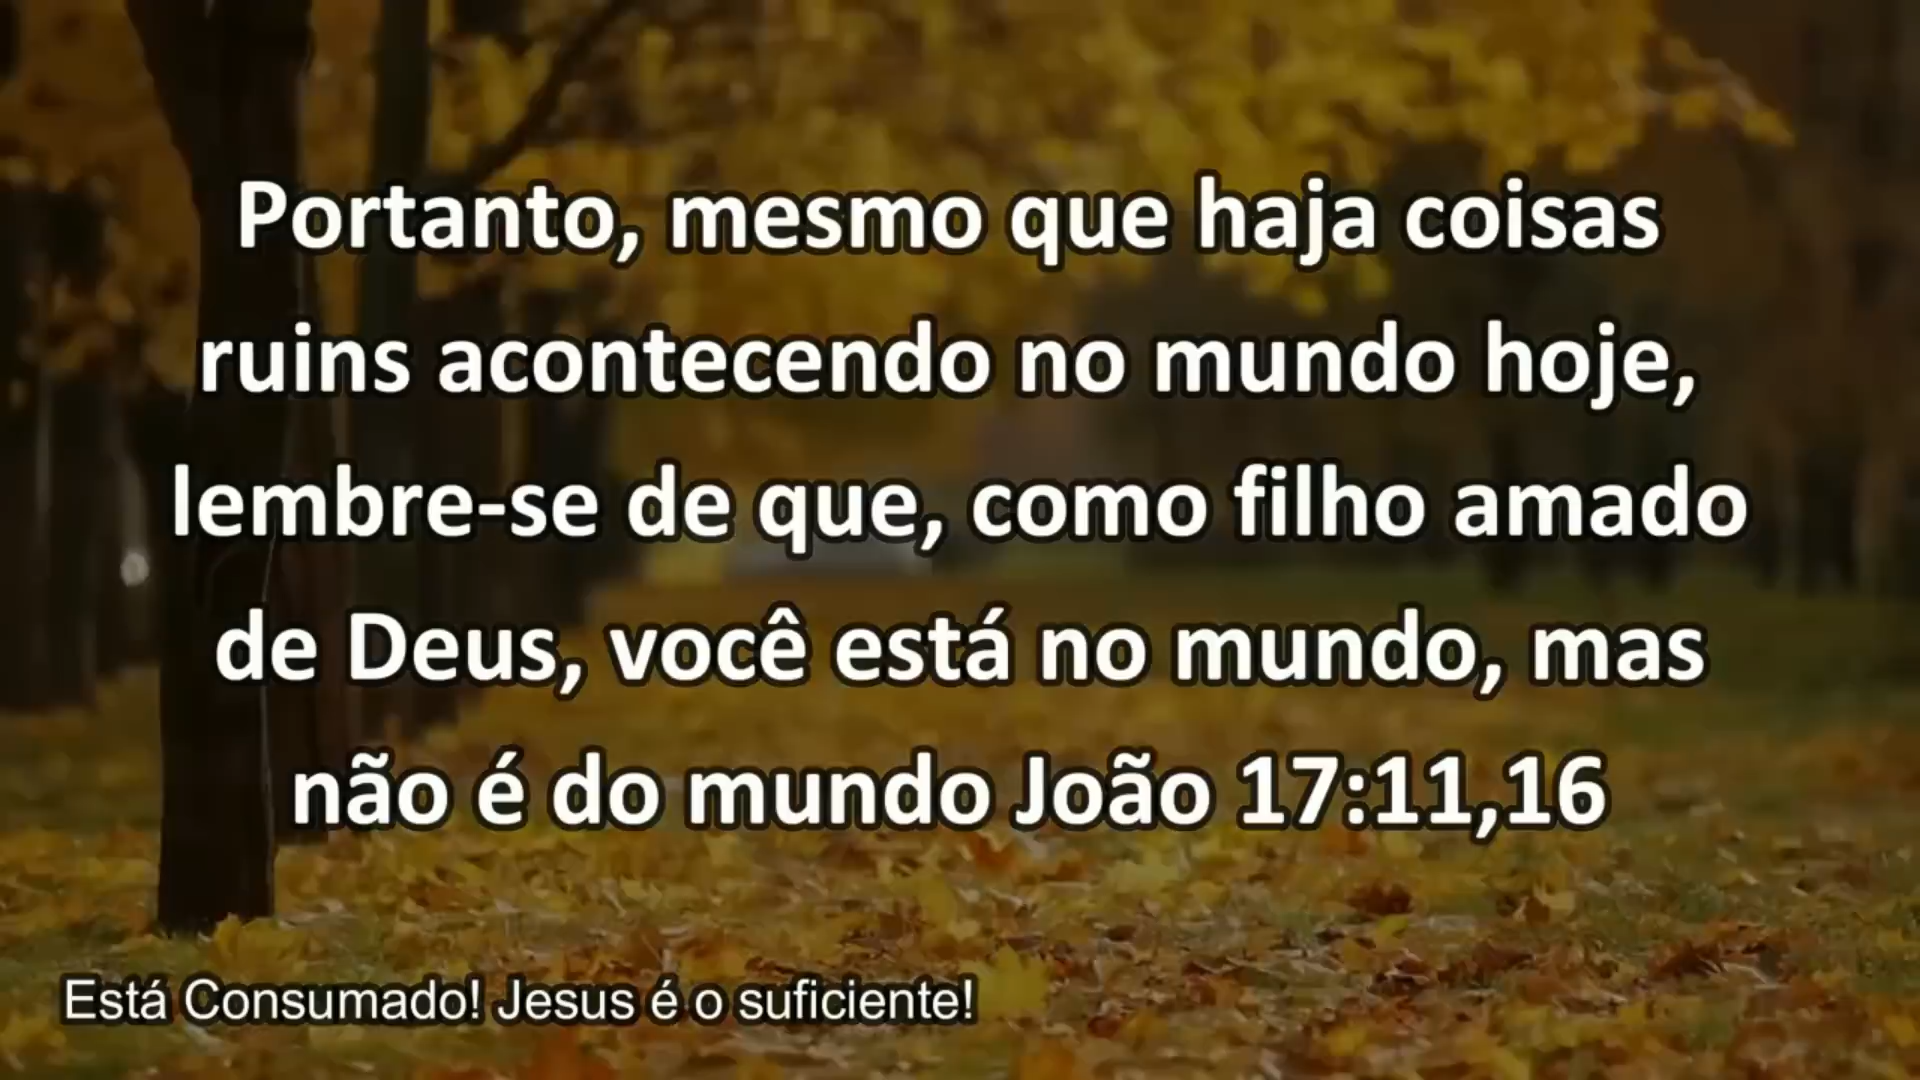 Portanto, mesmo que haja coisas
ruins acontecendo no mundo hoje,
lembre-se de que, como filho amado
de Deus, você está no mundo, mas
não é do mundo João 17:11,16
Está Consumado! Jesus é o suficiente!